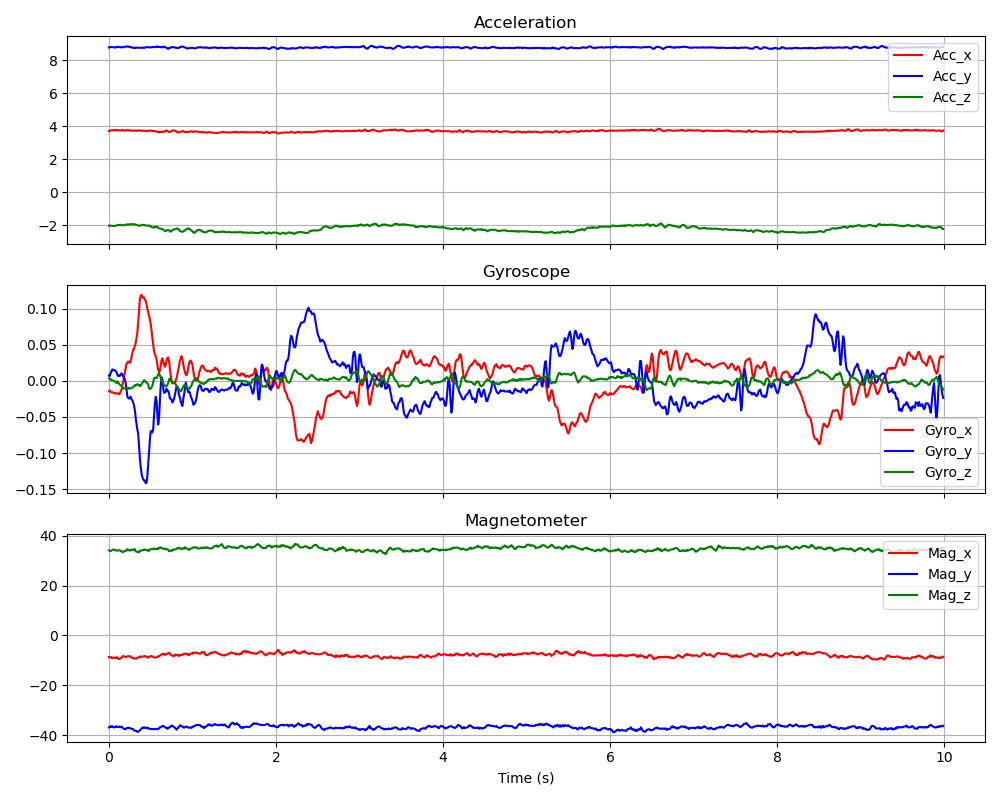 Acceleration
8
6
4
2
0
−2
Acc_x
Acc_y
Acc_z
Gyroscope
0.10
0.05
0.00
−0.05
−0.10
−0.15
Gyro_x
Gyro_y
Gyro_z
Magnetometer
40
20
0
−20
−40
Mag_x
Mag_y
Mag_z
0 2 4 6 8 10
Time (s)